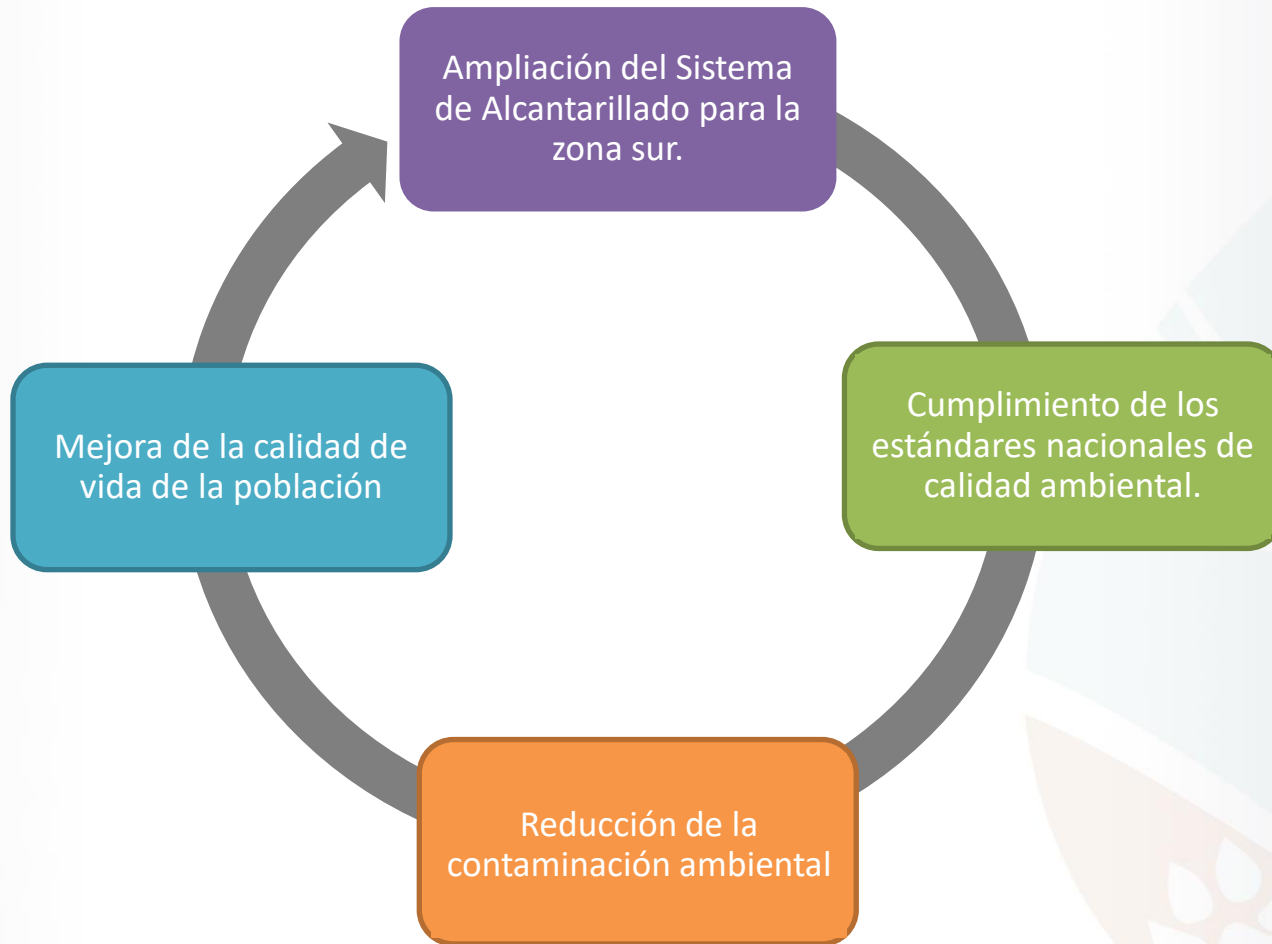 Ampliación del Sistema
de Alcantarillado para la
zona sur.
Cumplimiento de los
estándares nacionales de
calidad ambiental.
Reducción de la
contaminación ambiental
Mejora de la calidad de
vida de la población